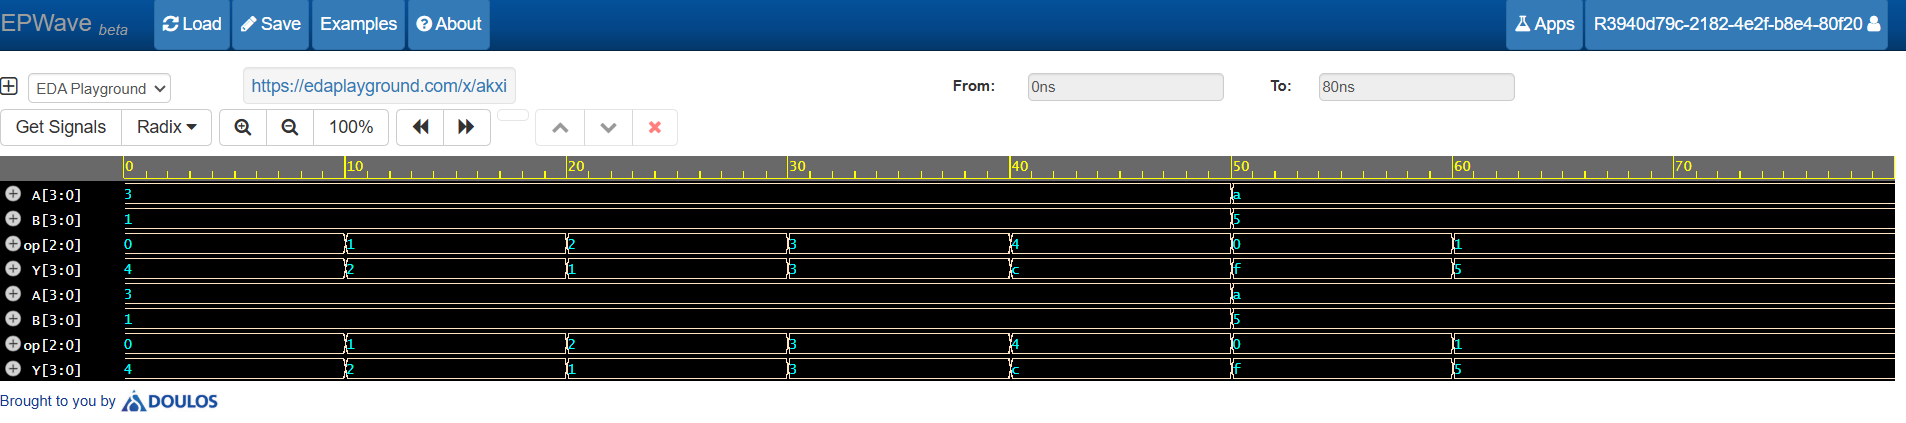 EPWave beta Load Save Examples About Apps R3940d79c-2182-4e2f-b8e4-80f20
EDA Playground https://edaplayground.com/x/akxi From: 0ns To: 80ns
Get Signals Radix 100%
0 10 20 30 40 50 60 70
A[3:0] 3 a
B[3:0] 1 5
op[2:0] 0 1 2 3 4 0 1
Y[3:0] 4 2 1 3 c f 5
A[3:0] 3 a
B[3:0] 1 5
op[2:0] 0 1 2 3 4 0 1
Y[3:0] 4 2 1 3 c f 5
Brought to you by DOULOS